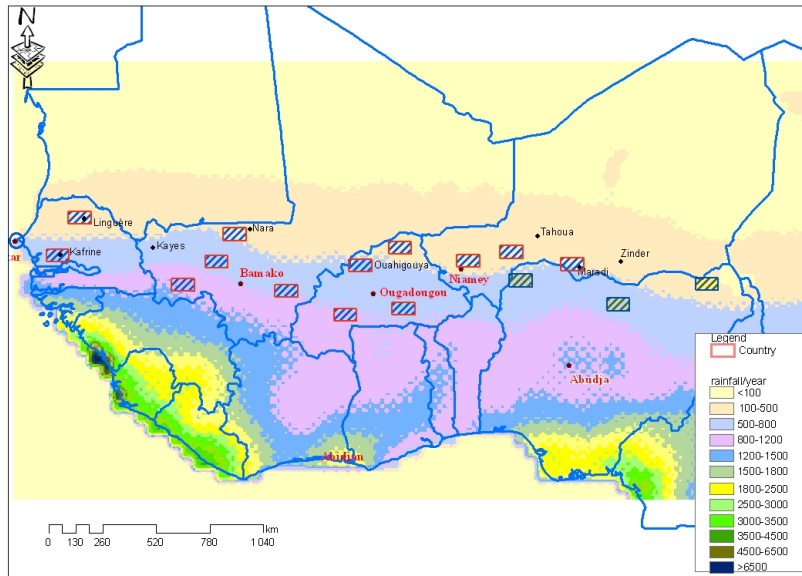 N
Linguère
Nara
Tahoua
Kafrine
Kayes
Ouahigouya
Zinder
Niamey
Maradi
Bamako
Ougadougou
Abudja
Abidjan
Legend
Country
rainfall/year
<100
100-500
500-800
800-1200
1200-1500
1500-1800
1800-2500
2500-3000
3000-3500
3500-4500
4500-6500
>6500
km
0 130 260 520 780 1 040